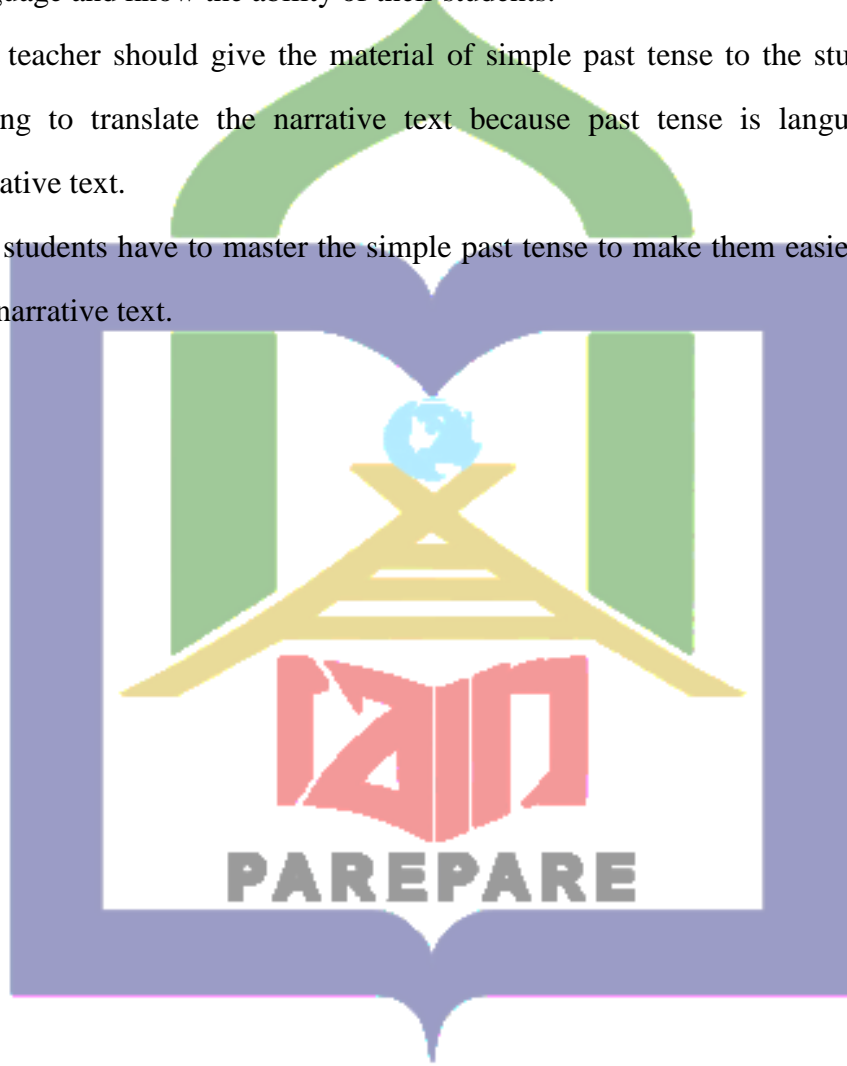 guage and know the ability of their students.
teacher should give the material of simple past tense to the stu
ng to translate the narrative text because past tense is langu
ative text.
students have to master the simple past tense to make them easie
narrative text.
iain
PAREPARE